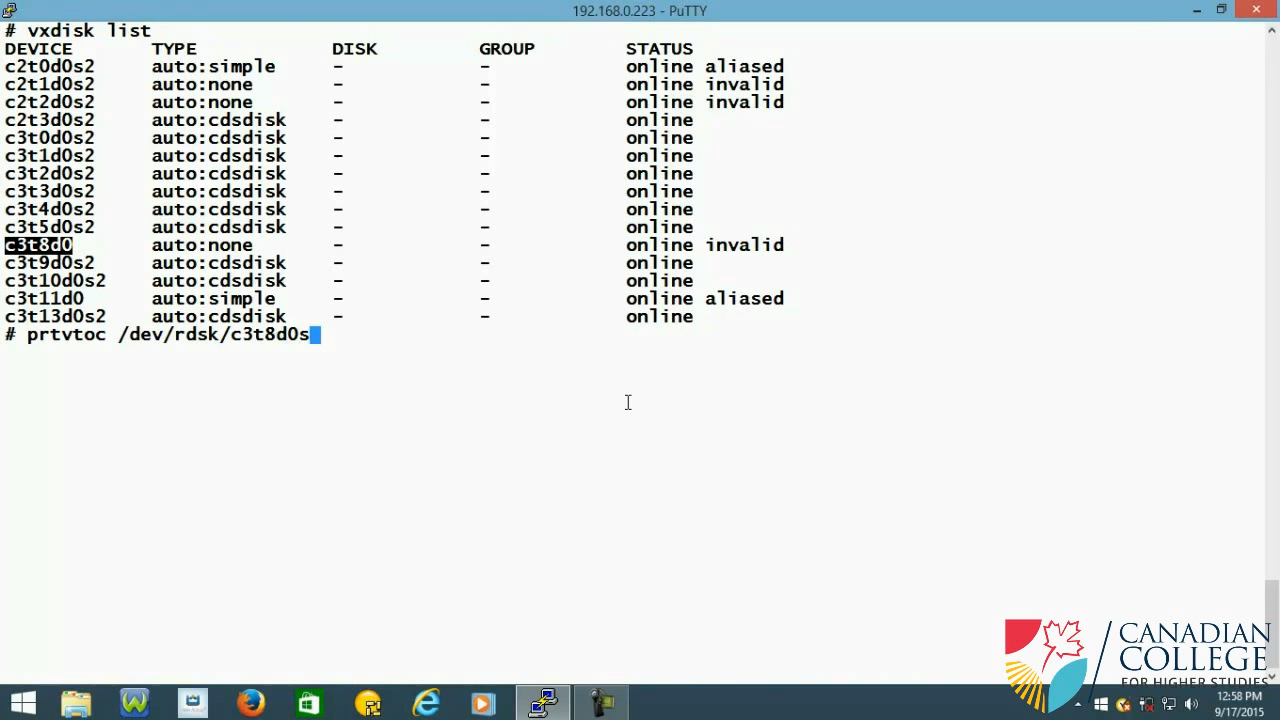 192.168.0.223 - PuTTY
# vxdisk list
DEVICE TYPE DISK GROUP STATUS
c2t0d0s2 auto:simple - - online aliased
c2t1d0s2 auto:none - - online invalid
c2t2d0s2 auto:none - - online invalid
c2t3d0s2 auto:cdsdisk - - online
c3t0d0s2 auto:cdsdisk - - online
c3t1d0s2 auto:cdsdisk - - online
c3t2d0s2 auto:cdsdisk - - online
c3t3d0s2 auto:cdsdisk - - online
c3t4d0s2 auto:cdsdisk - - online
c3t5d0s2 auto:cdsdisk - - online
c3t8d0 auto:none - - online invalid
c3t9d0s2 auto:cdsdisk - - online
c3t10d0s2 auto:cdsdisk - - online
c3t11d0 auto:simple - - online aliased
c3t13d0s2 auto:cdsdisk - - online
# prtvtoc /dev/rdsk/c3t8d0s
CANADIAN
COLLEGE
FOR HIGHER STUDIES
12:58 PM
9/17/2015